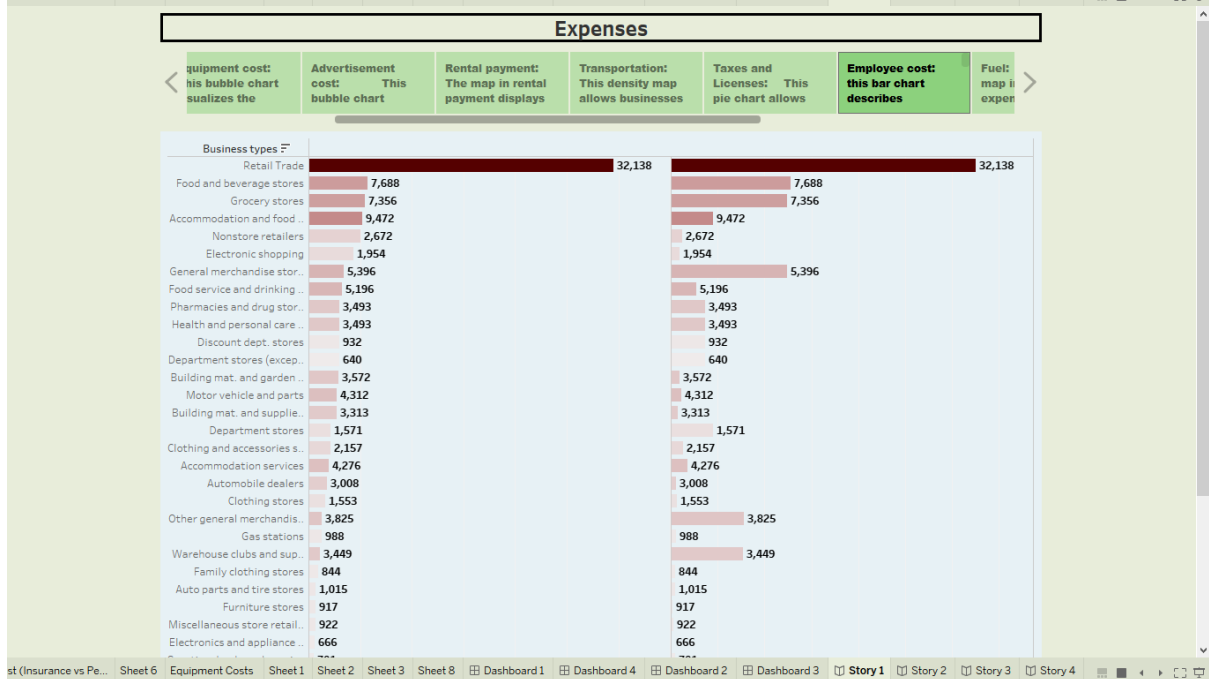 Expenses
quipment cost:
his bubble chart
sualizes the
Advertisement
cost: This
bubble chart
Rental payment:
The map in rental
payment displays
Transportation:
This density map
allows businesses
Taxes and
Licenses: This
pie chart allows
Employee cost:
this bar chart
describes
Fuel:
map i
expen
Business types
Retail Trade 32,138 32,138
Food and beverage stores 7,688 7,688
Grocery stores 7,356 7,356
Accommodation and food .. 9,472 9,472
Nonstore retailers 2,672 2,672
Electronic shopping 1,954 1,954
General merchandise stor.. 5,396 5,396
Food service and drinking .. 5,196 5,196
Pharmacies and drug stor.. 3,493 3,493
Health and personal care .. 3,493 3,493
Discount dept. stores 932 932
Department stores (excep.. 640 640
Building mat. and garden .. 3,572 3,572
Motor vehicle and parts 4,312 4,312
Building mat. and supplie.. 3,313 3,313
Department stores 1,571 1,571
Clothing and accessories s.. 2,157 2,157
Accommodation services 4,276 4,276
Automobile dealers 3,008 3,008
Clothing stores 1,553 1,553
Other general merchandis.. 3,825 3,825
Gas stations 988 988
Warehouse clubs and sup.. 3,449 3,449
Family clothing stores 844 844
Auto parts and tire stores 1,015 1,015
Furniture stores 917 917
Miscellaneous store retail.. 922 922
Electronics and appliance .. 666 666
st (Insurance vs Pe... Sheet 6 Equipment Costs Sheet 1 Sheet 2 Sheet 3 Sheet 8 Dashboard 1 Dashboard 4 Dashboard 2 Dashboard 3 Story 1 Story 2 Story 3 Story 4